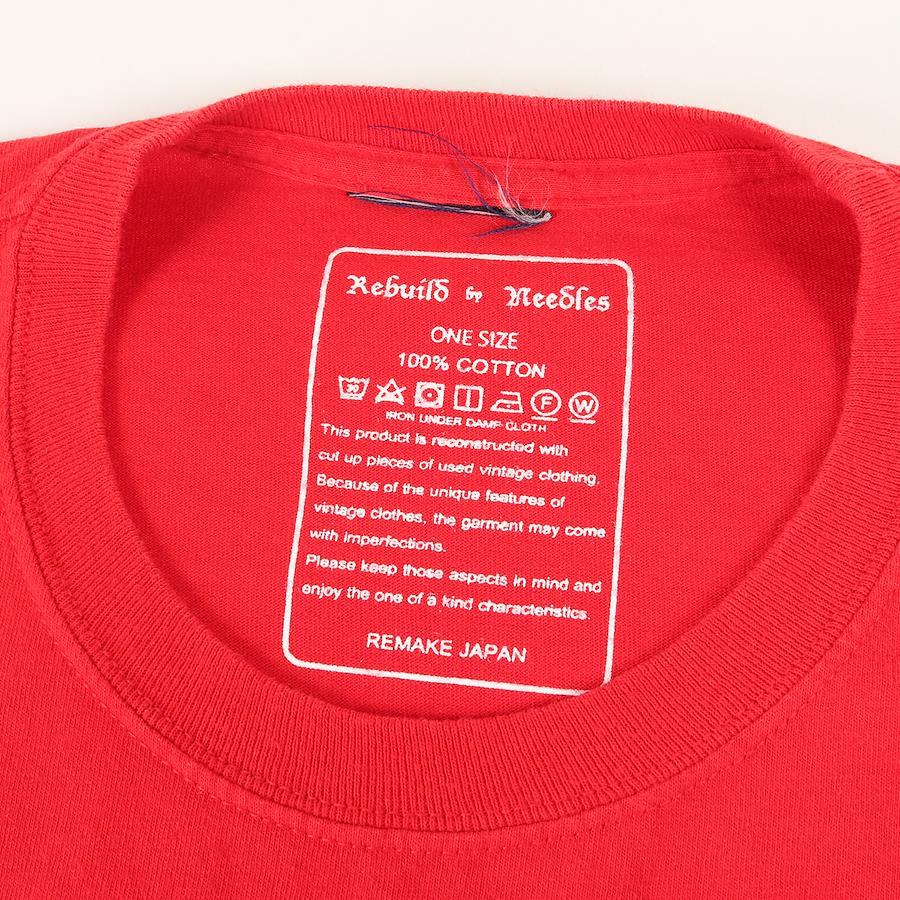 Rebuild by Needles
ONE SIZE
100% COTTON
30 F W
IRON UNDER DAMP CLOTH
This product is reconstructed with
cut up pieces of used vintage clothing.
Because of the unique features of
vintage clothes, the garment may come
with imperfections.
Please keep those aspects in mind and
enjoy the one of a kind characteristics.
REMAKE JAPAN